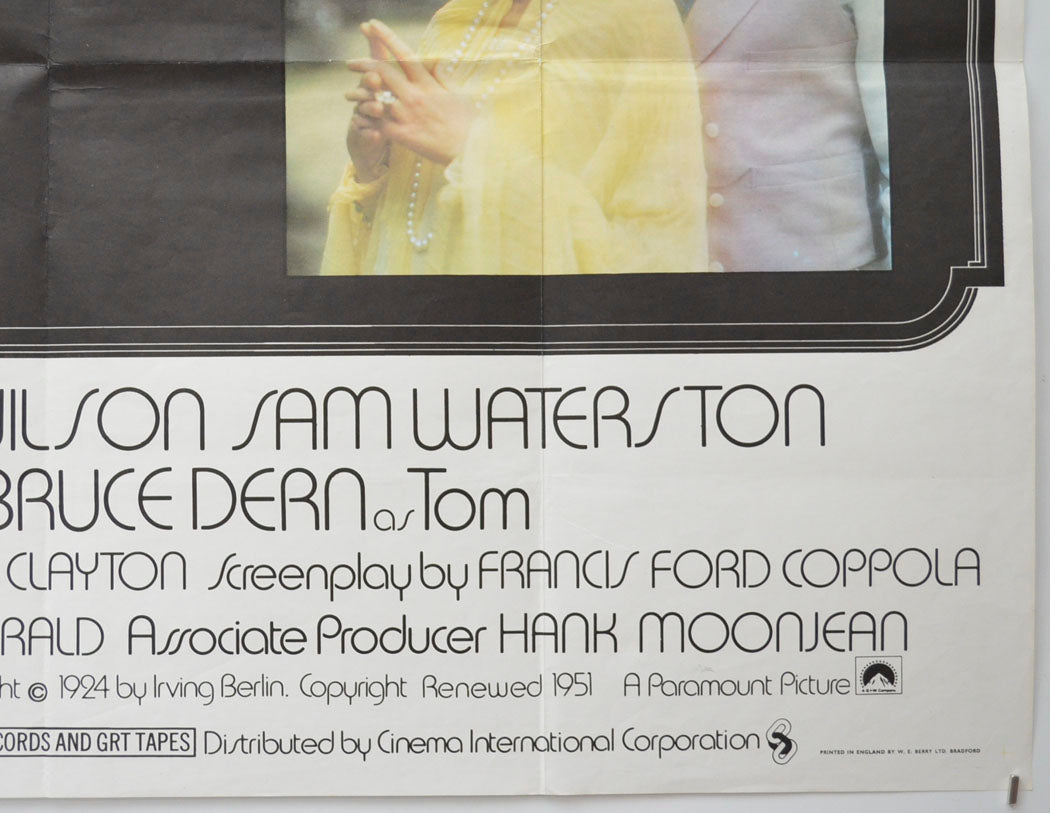 ILSON SAM WATERSTON
BRUCE DERN as Tom
CLAYTON Screenplay by FRANCIS FORD COPPOLA
RALD Associate Producer HANK MOONJEAN
ht © 1924 by Irving Berlin. Copyright Renewed 1951 A Paramount Picture
CORDS AND GRT TAPES Distributed by Cinema International Corporation
PRINTED IN ENGLAND BY W. E. BERRY LTD. BRADFORD